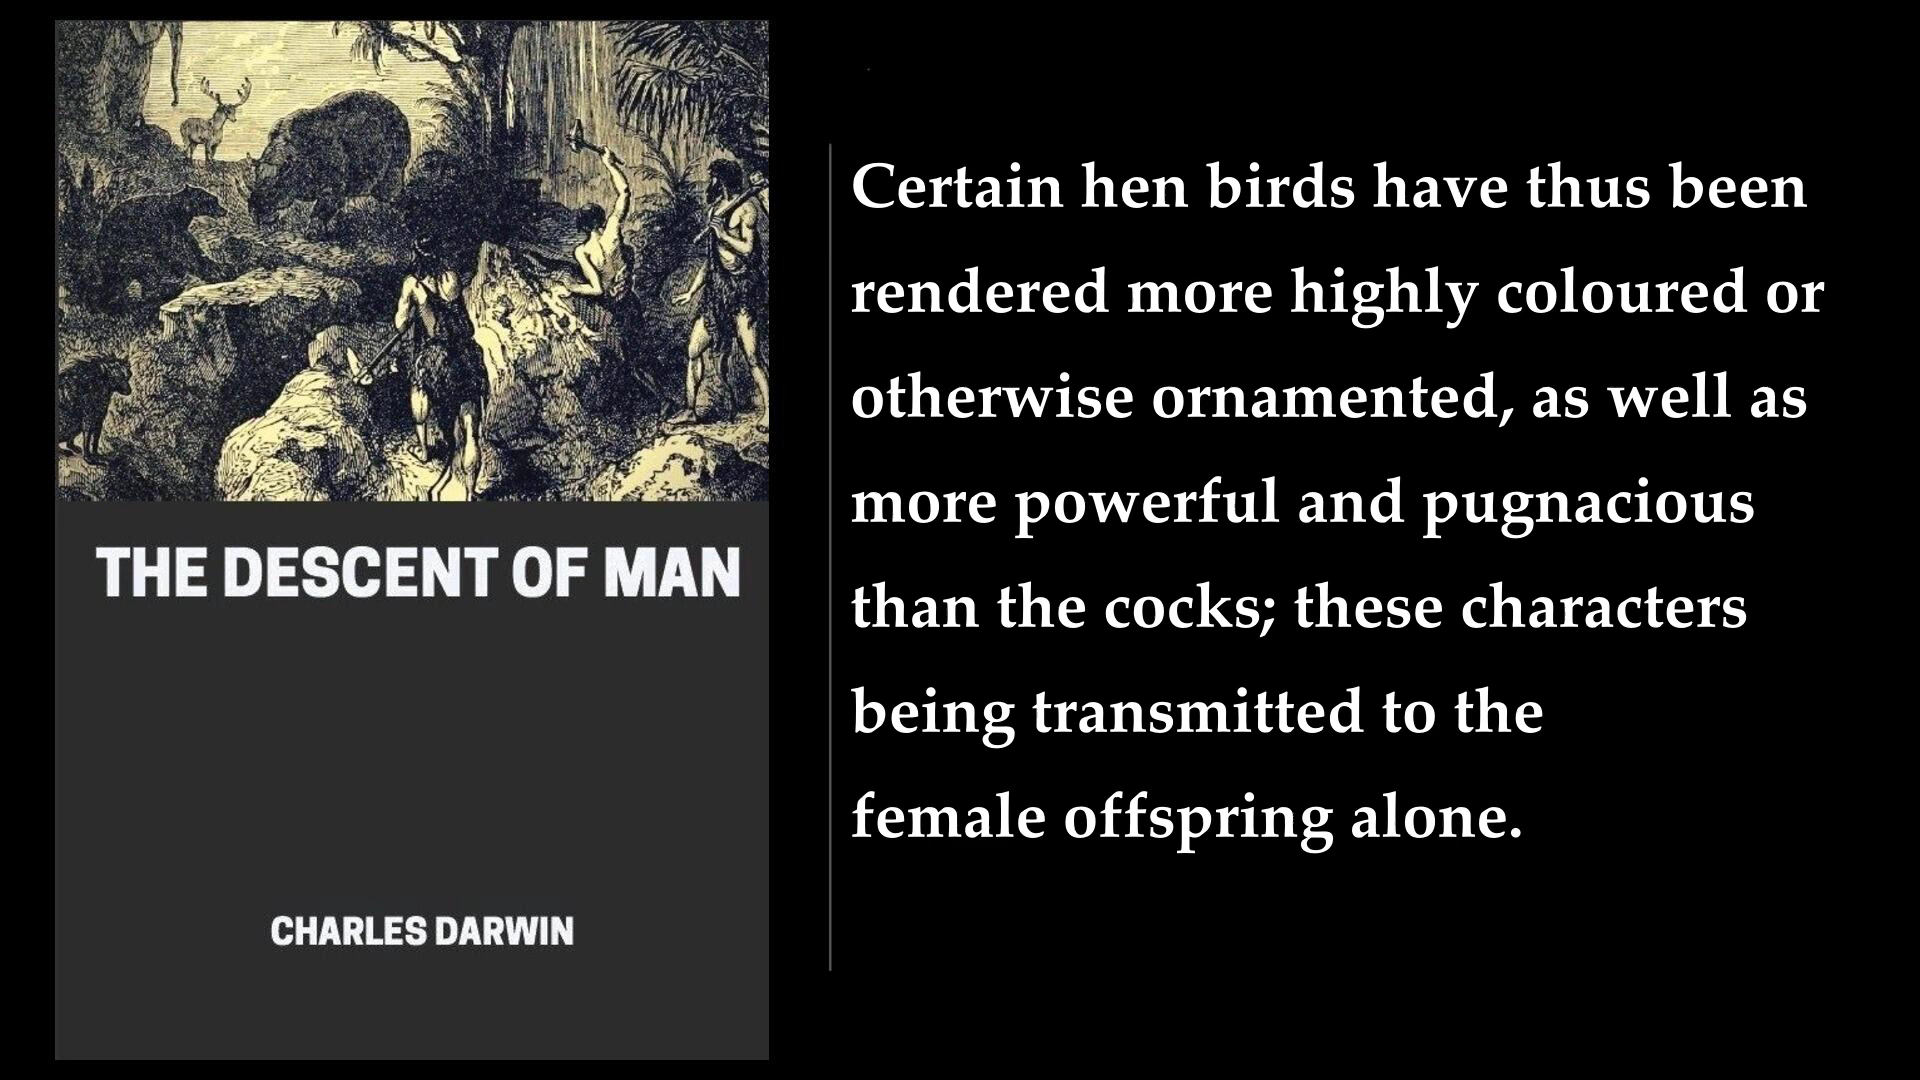 THE DESCENT OF MAN
CHARLES DARWIN
Certain hen birds have thus been
rendered more highly coloured or
otherwise ornamented, as well as
more powerful and pugnacious
than the cocks; these characters
being transmitted to the
female offspring alone.